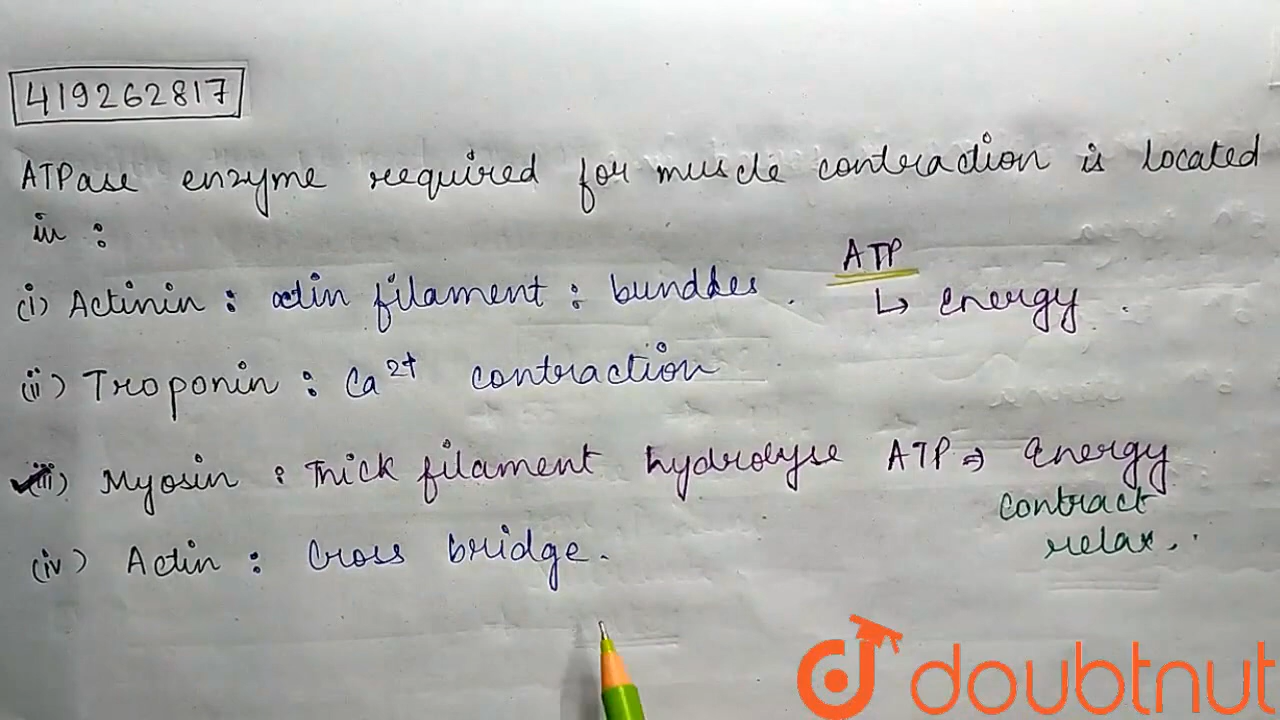 419262817
ATPase enzyme required for muscle contraction is located
in :
(i) Actinin : actin filament : bundles .
ATP
↳ energy .
(ii) Troponin : Ca2+ contraction
(iii) Myosin : Thick filament hydrolyse ATP ⇒ Energy
contract
relax .
(iv) Actin : Cross bridge .
doubtnut